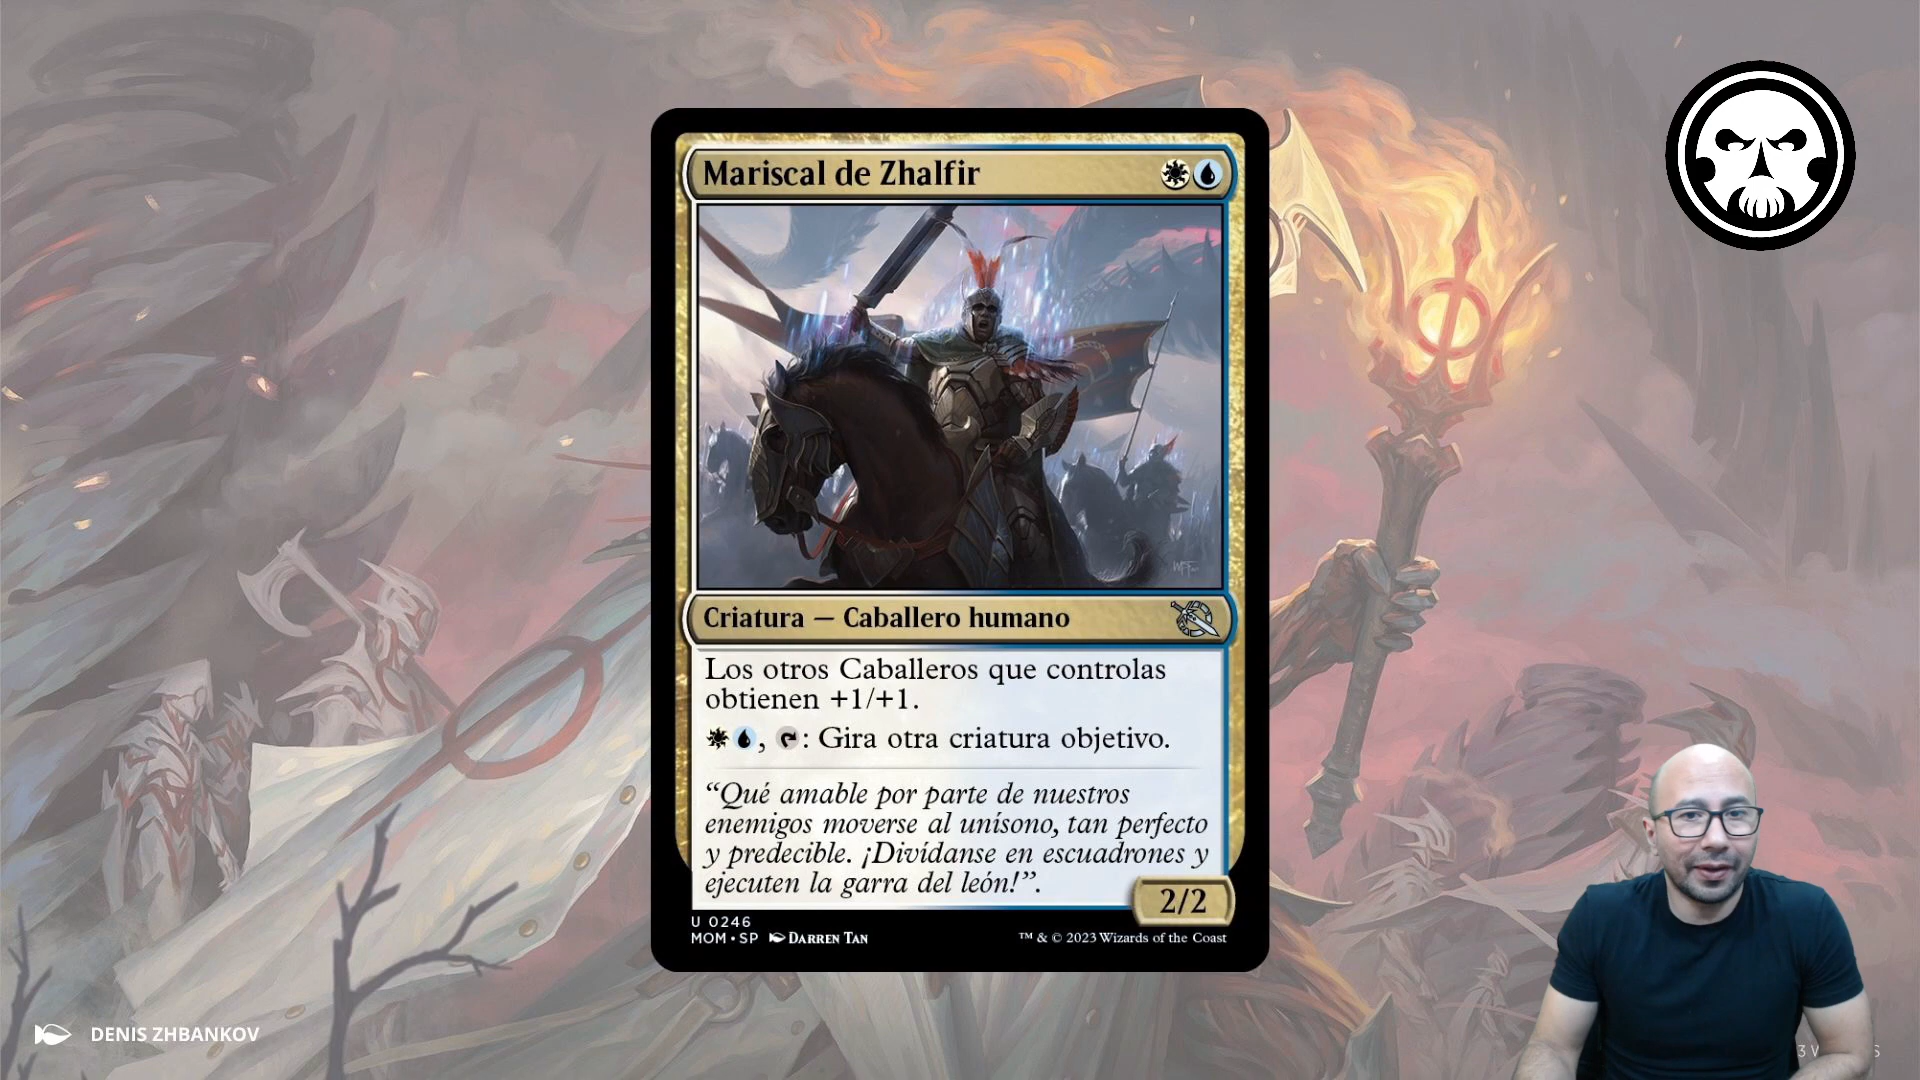 Mariscal de Zhalfir
Criatura — Caballero humano
Los otros Caballeros que controlas
obtienen +1/+1.
, : Gira otra criatura objetivo.
“Qué amable por parte de nuestros
enemigos moverse al unísono, tan perfecto
y predecible. ¡Divídanse en escuadrones y
ejecuten la garra del león!”.
2/2
U 0246
MOM • SP DARREN TAN
™ & © 2023 Wizards of the Coast
DENIS ZHBANKOV